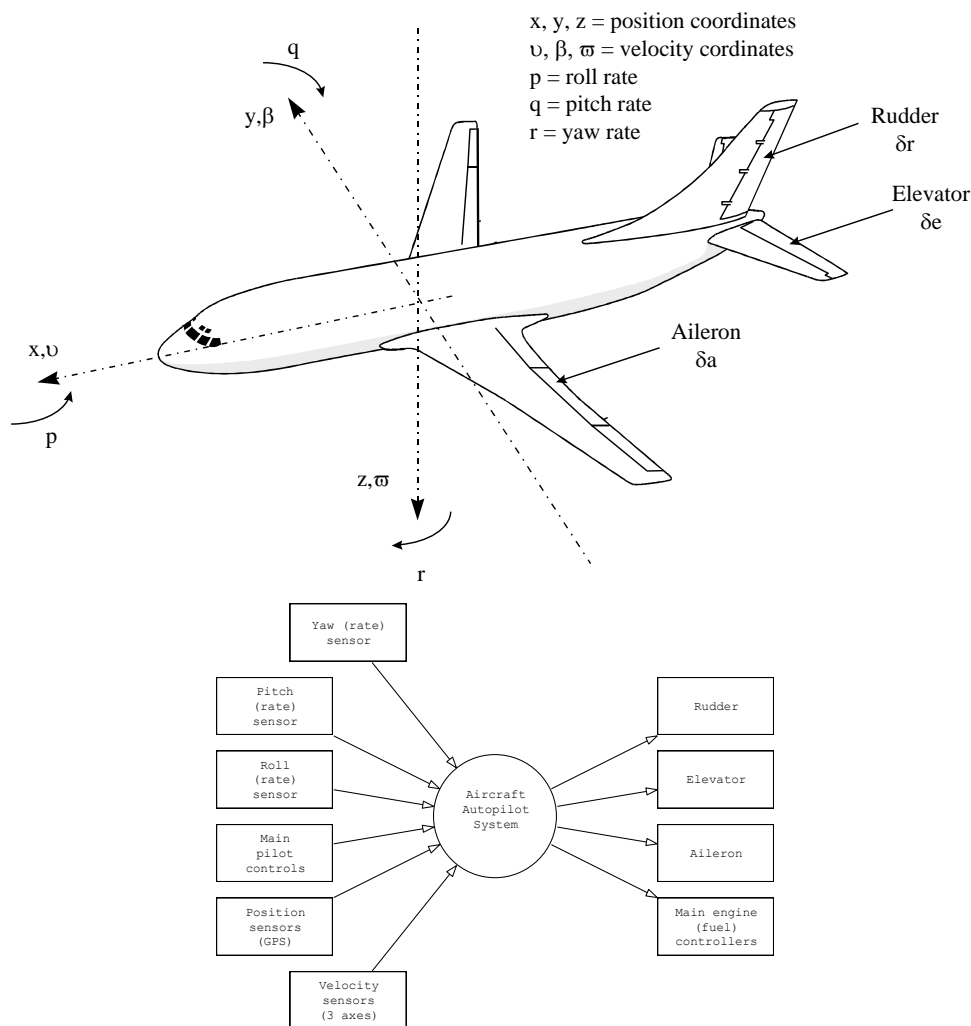 x, y, z = position coordinates
υ, β, ϖ = velocity cordinates
p = roll rate
q = pitch rate
r = yaw rate
q
y,β
Rudder
δr
Elevator
δe
Aileron
δa
x,υ
p
z,ϖ
r
Yaw (rate)
sensor
Pitch
(rate)
sensor
Roll
(rate)
sensor
Main
pilot
controls
Position
sensors
(GPS)
Velocity
sensors
(3 axes)
Aircraft
Autopilot
System
Rudder
Elevator
Aileron
Main engine
(fuel)
controllers